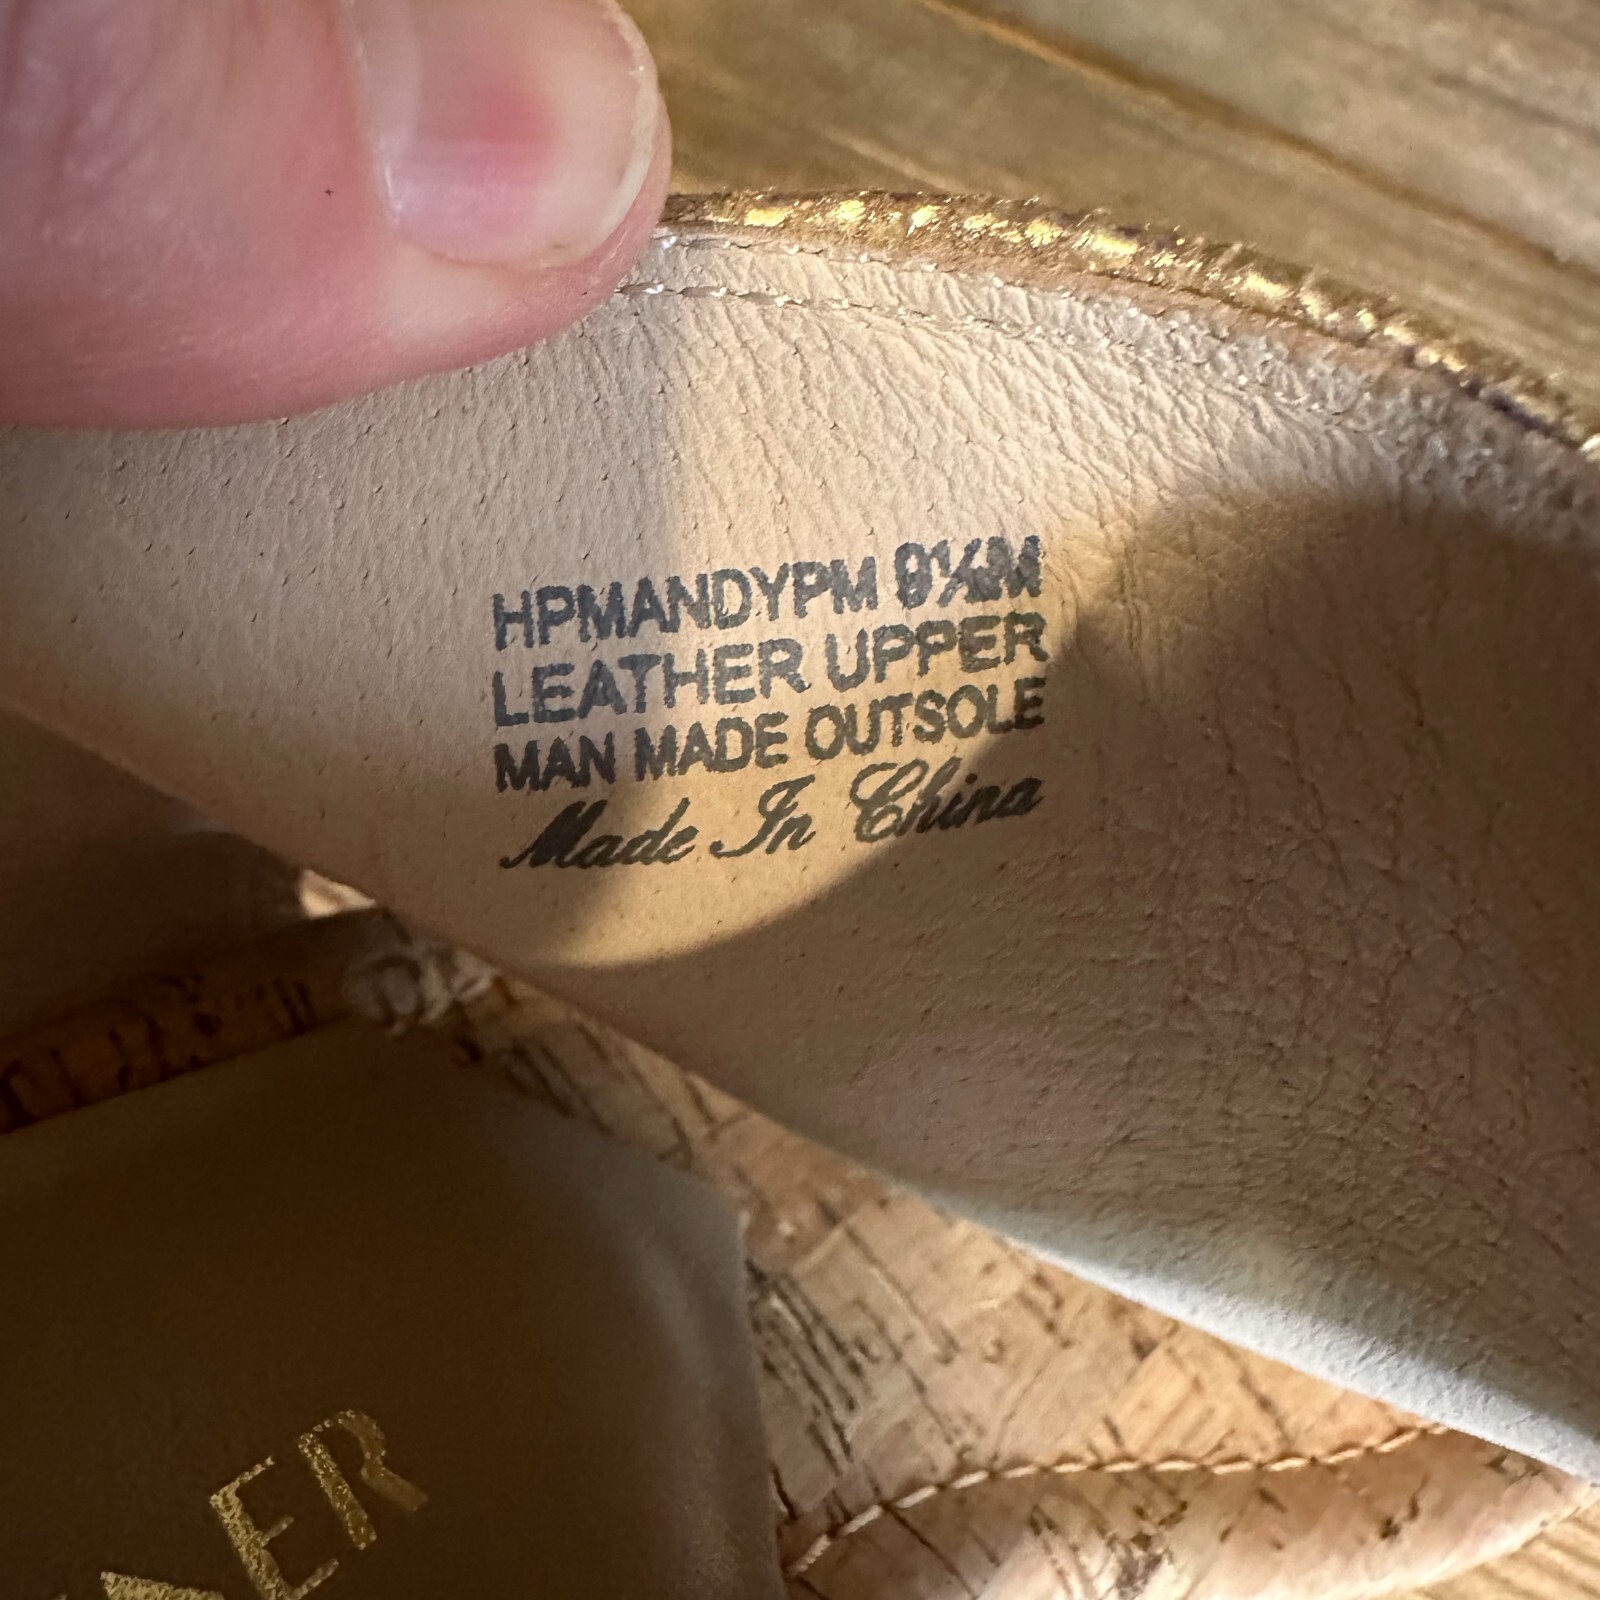 HPMANDYPM 9½M
LEATHER UPPER
MAN MADE OUTSOLE
Made In China